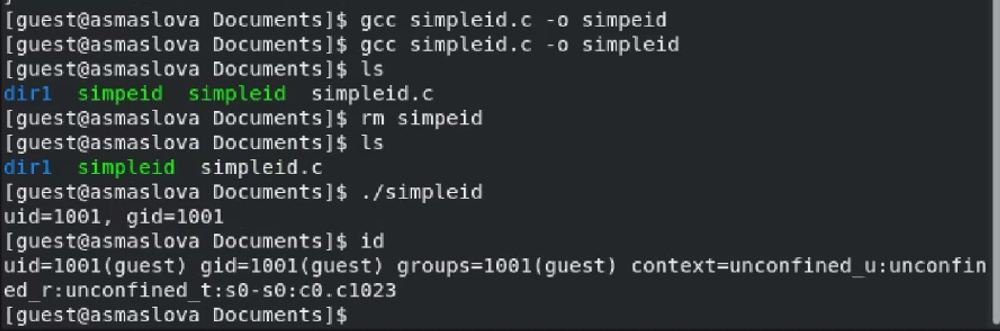 [guest@asmaslova Documents]$ gcc simpleid.c -o simpeid
[guest@asmaslova Documents]$ gcc simpleid.c -o simpleid
[guest@asmaslova Documents]$ ls
dir1  simpeid  simpleid  simpleid.c
[guest@asmaslova Documents]$ rm simpeid
[guest@asmaslova Documents]$ ls
dir1  simpleid  simpleid.c
[guest@asmaslova Documents]$ ./simpleid
uid=1001, gid=1001
[guest@asmaslova Documents]$ id
uid=1001(guest) gid=1001(guest) groups=1001(guest) context=unconfined_u:unconfin
ed_r:unconfined_t:s0-s0:c0.c1023
[guest@asmaslova Documents]$